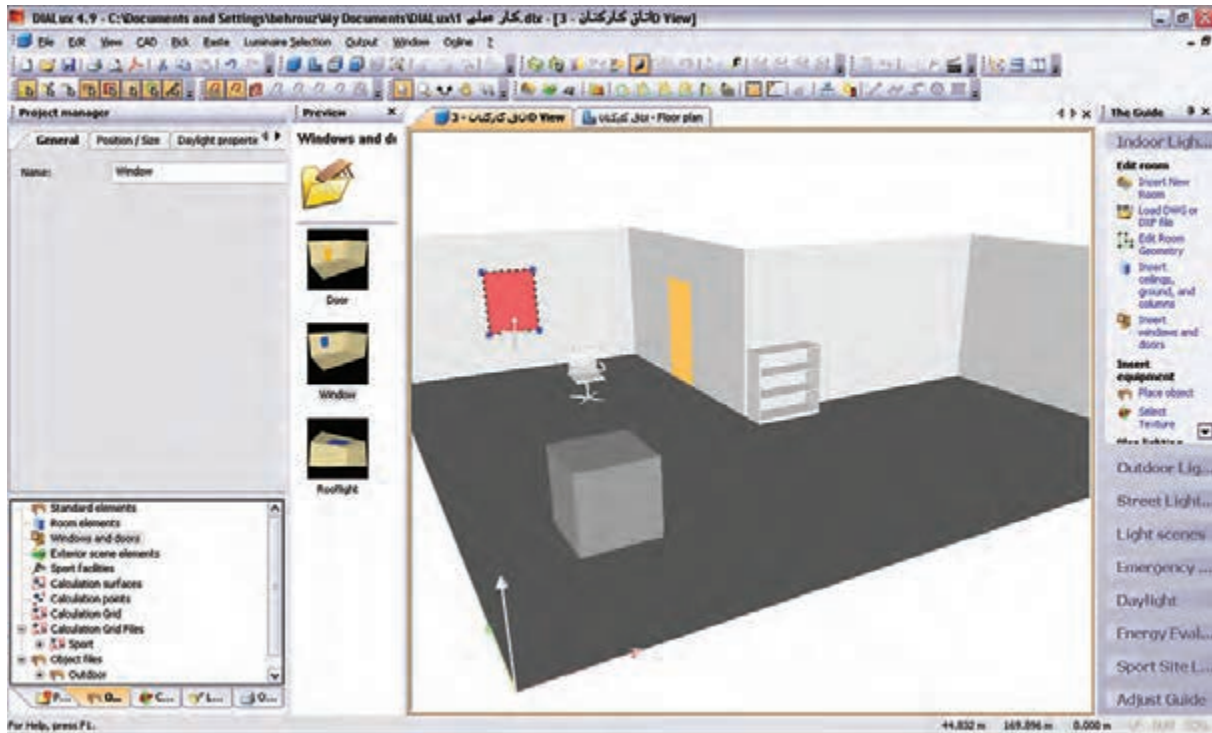 DIALux 4.9 - C:\Documents and Settings\behrouz\My Documents\DIALux\1 کار عملی.dlx - [3 - اتاق کارکنانD View]
File Edit View CAD Edit Paste Luminaire Selection Output Window Online ?
Project manager
General Position / Size Daylight properti
Name: Window
Standard elements
Room elements
Windows and doors
Exterior scene elements
Sport facilities
Calculation surfaces
Calculation points
Calculation Grid
Calculation Grid Files
Sport
Object files
Outdoor
P... O... C... L... O...
For Help, press F1.
Preview
Windows and do
Door
Window
Rooflight
3 - اتاق کارکنانD View
اتاق کارکنان - Floor plan
The Guide
Indoor Ligh...
Edit room
Insert New Room
Load DWG or DXF file
Edit Room Geometry
Insert ceilings, ground, and columns
Insert windows and doors
Insert equipment
Place object
Select Texture
Outdoor Lig...
Street Light...
Light scenes
Emergency ...
Daylight
Energy Eval...
Sport Site L...
Adjust Guide
44.832 m 169.896 m 0.000 m